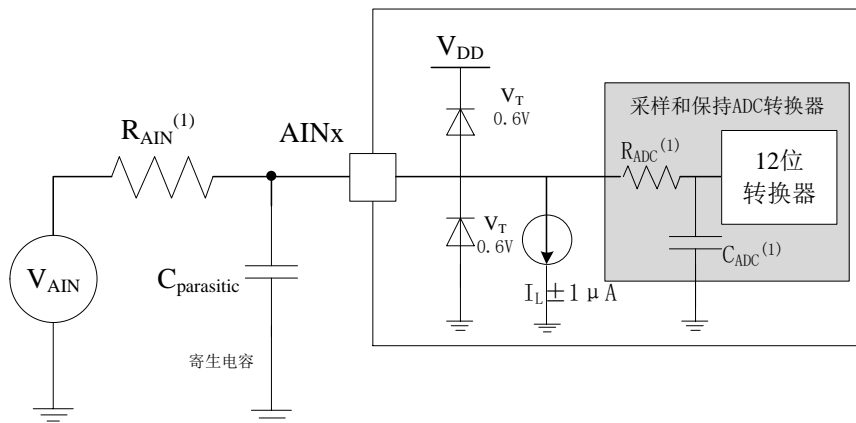 V_DD
V_T
0.6V
采样和保持ADC转换器
R_AIN^(1)
AINx
R_ADC^(1)
12位
转换器
V_T
0.6V
V_AIN
C_parasitic
I_L±1μA
C_ADC^(1)
寄生电容